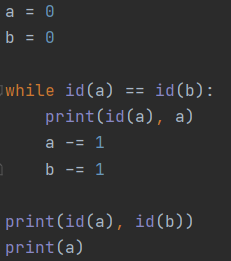 a = 0
b = 0
while id(a) == id(b):
    print(id(a), a)
    a -= 1
    b -= 1
print(id(a), id(b))
print(a)